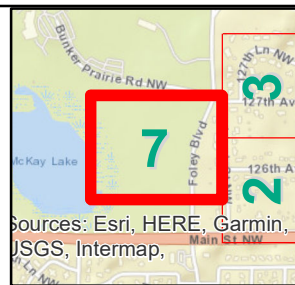 Bunker Prairie Rd NW
127th Ln NW
3
127th Av
7
Foley Blvd
McKay Lake
126th A
2
Sources: Esri, HERE, Garmin,
USGS, Intermap,
Main St NW